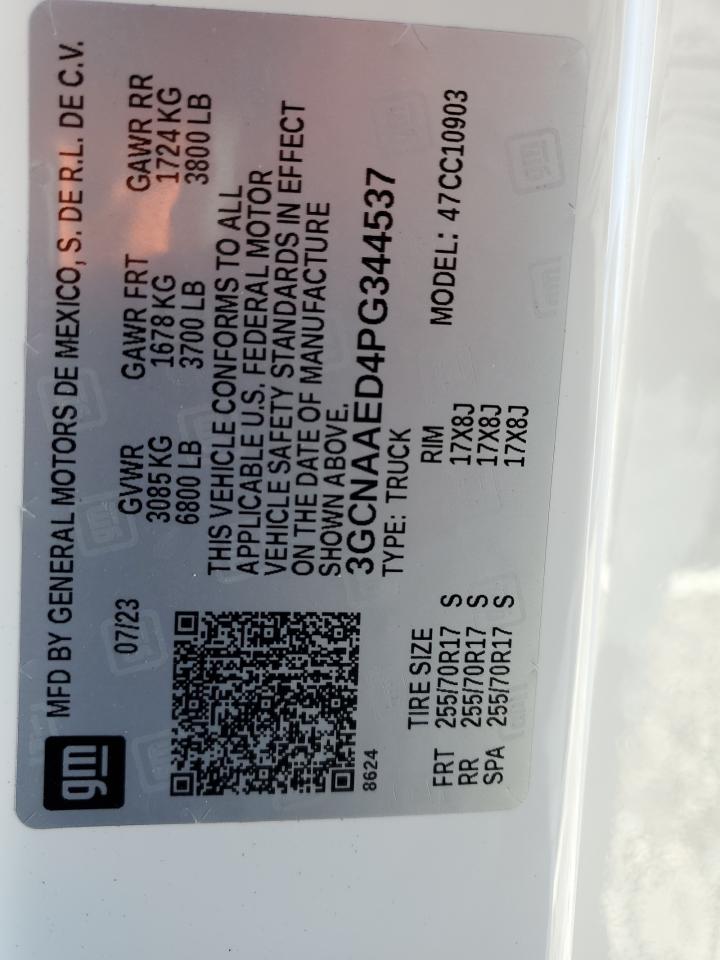 gm
MFD BY GENERAL MOTORS DE MEXICO, S. DE R.L. DE C.V.
07/23
GVWR GAWR FRT GAWR RR
3085 KG 1678 KG 1724 KG
6800 LB 3700 LB 3800 LB
THIS VEHICLE CONFORMS TO ALL
APPLICABLE U.S. FEDERAL MOTOR
VEHICLE SAFETY STANDARDS IN EFFECT
ON THE DATE OF MANUFACTURE
SHOWN ABOVE.
3GCNAAED4PG344537
8624
TYPE: TRUCK
MODEL: 47CC10903
TIRE SIZE RIM
FRT 255/70R17 S 17X8J
RR 255/70R17 S 17X8J
SPA 255/70R17 S 17X8J